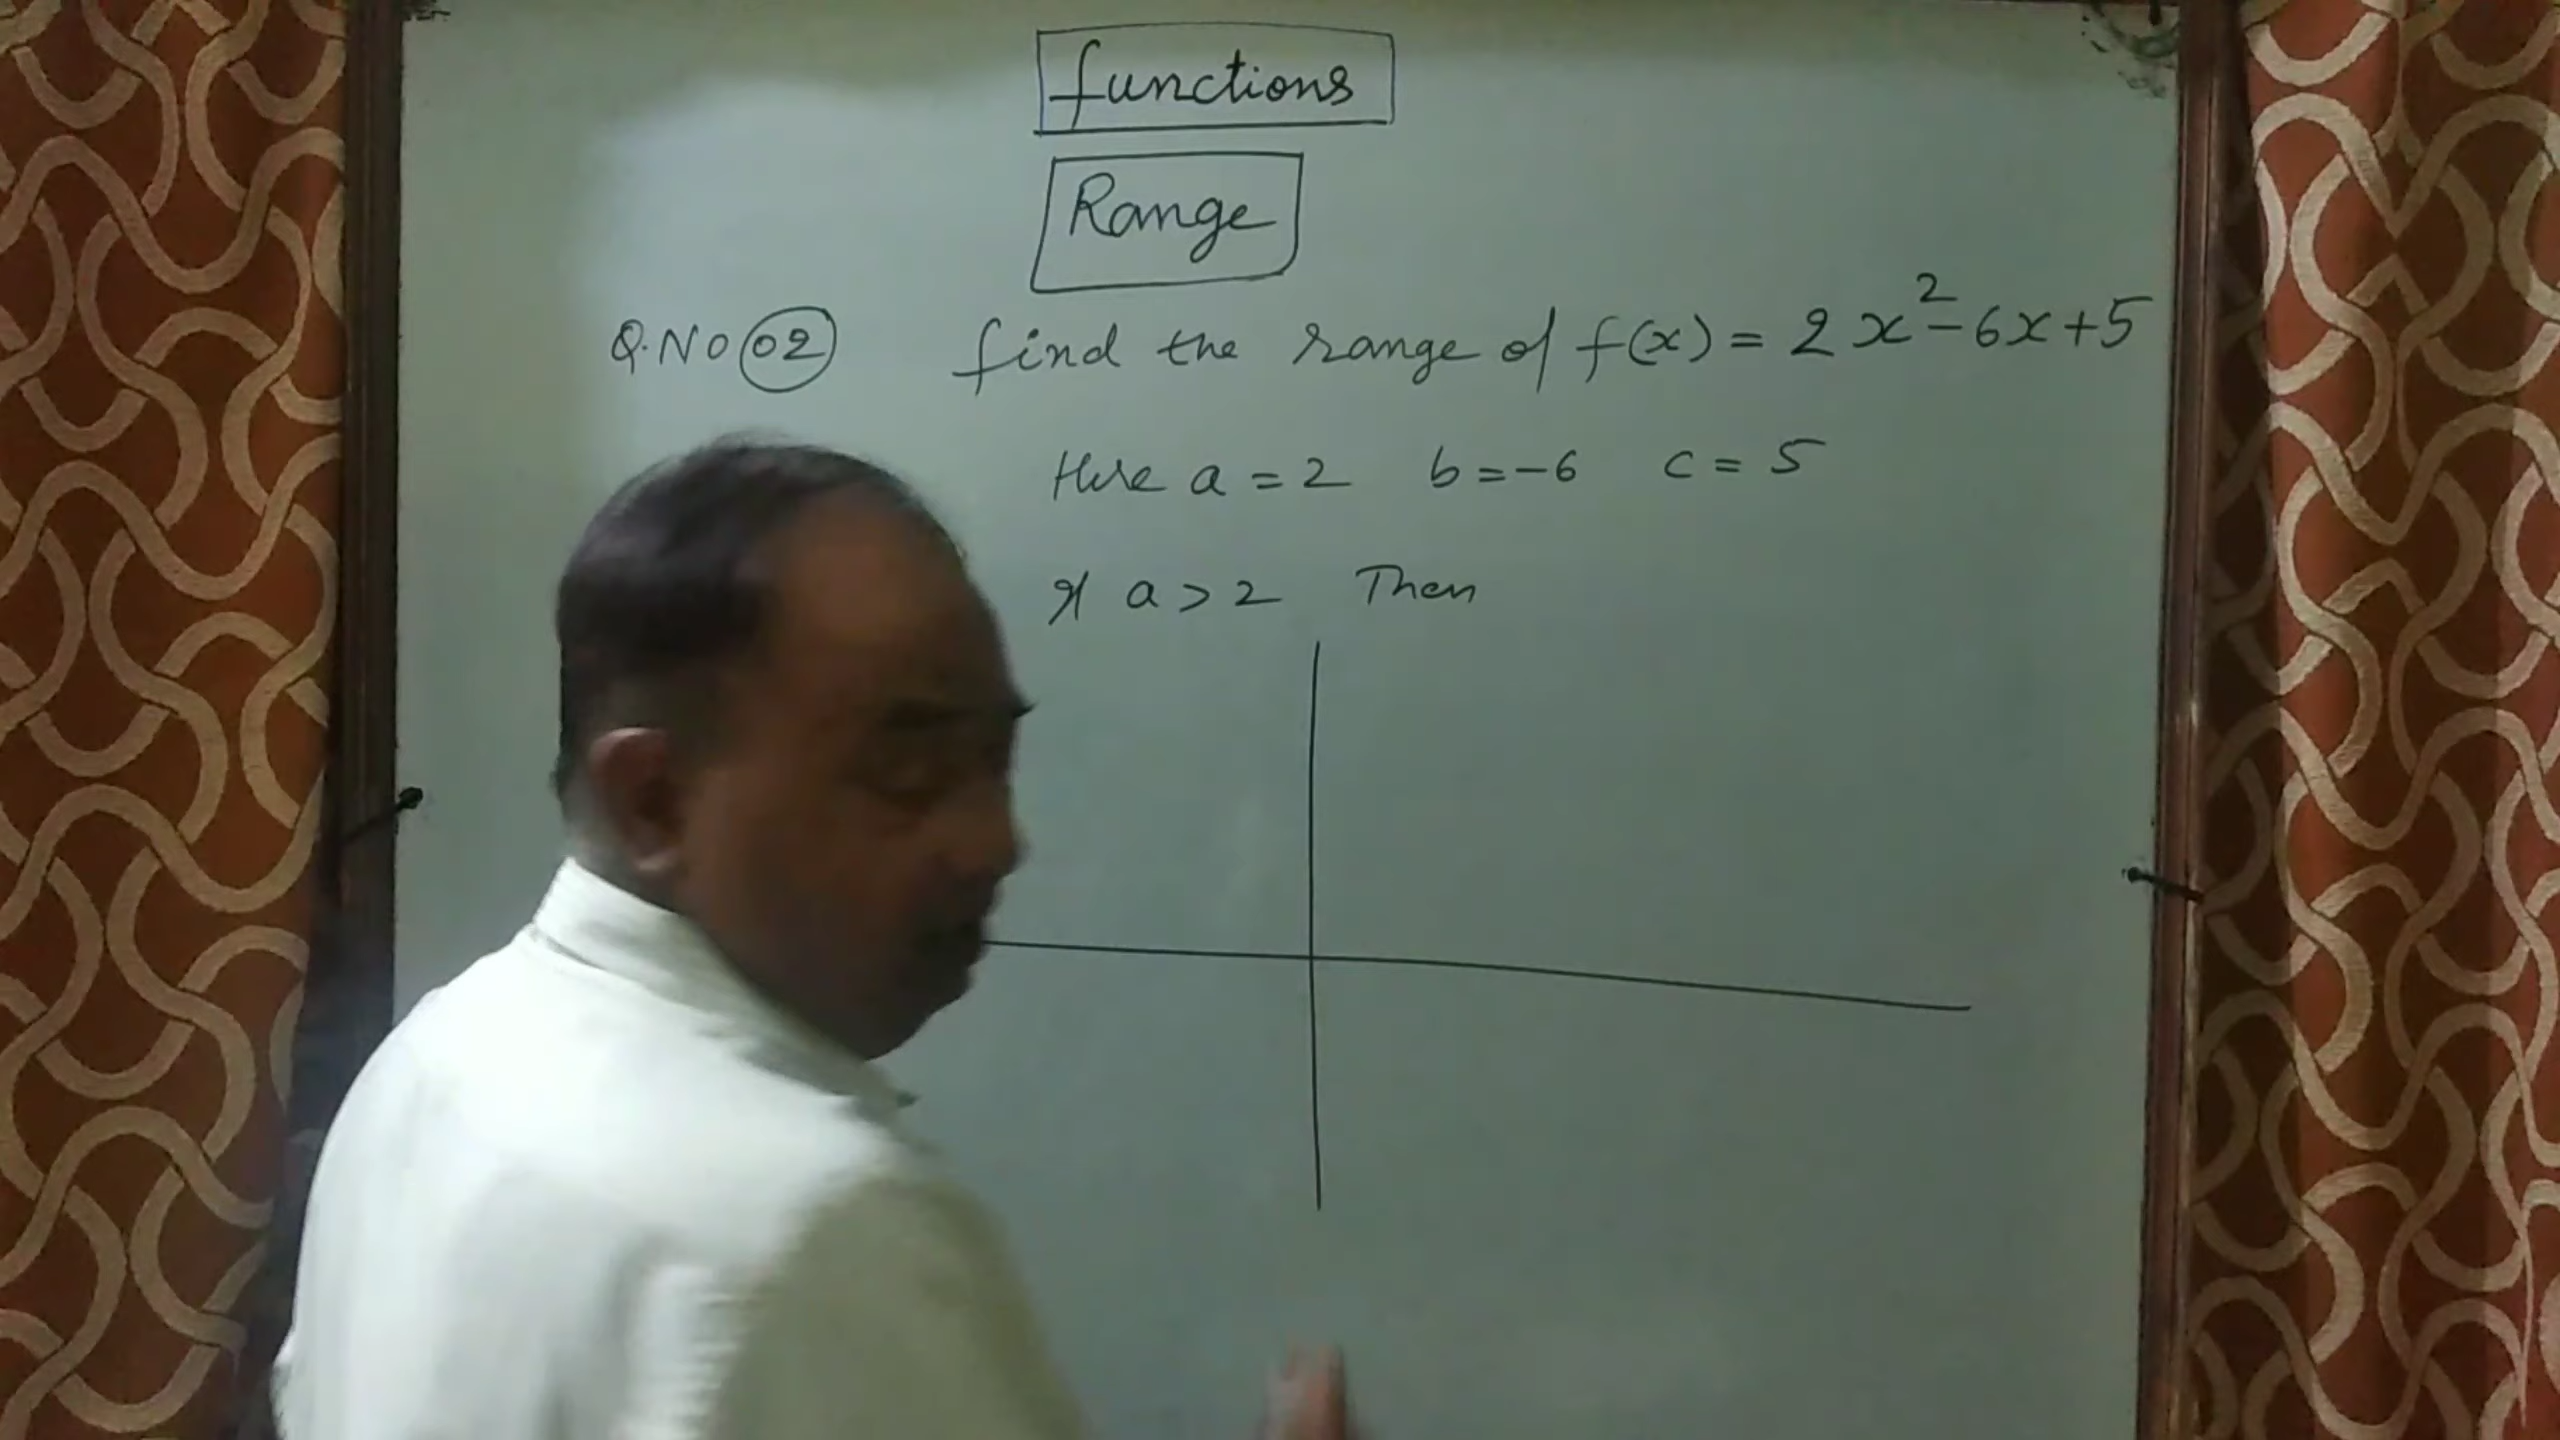 functions
Range
Q.NO 02 find the range of f(x) = 2x²-6x+5
Here a = 2 b = -6 c = 5
If a > 2 Then